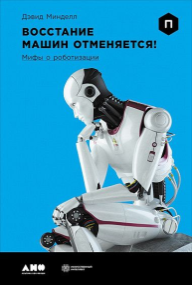 Дэвид Минделл
ВОССТАНИЕ
МАШИН ОТМЕНЯЕТСЯ!
Мифы о роботизации
П